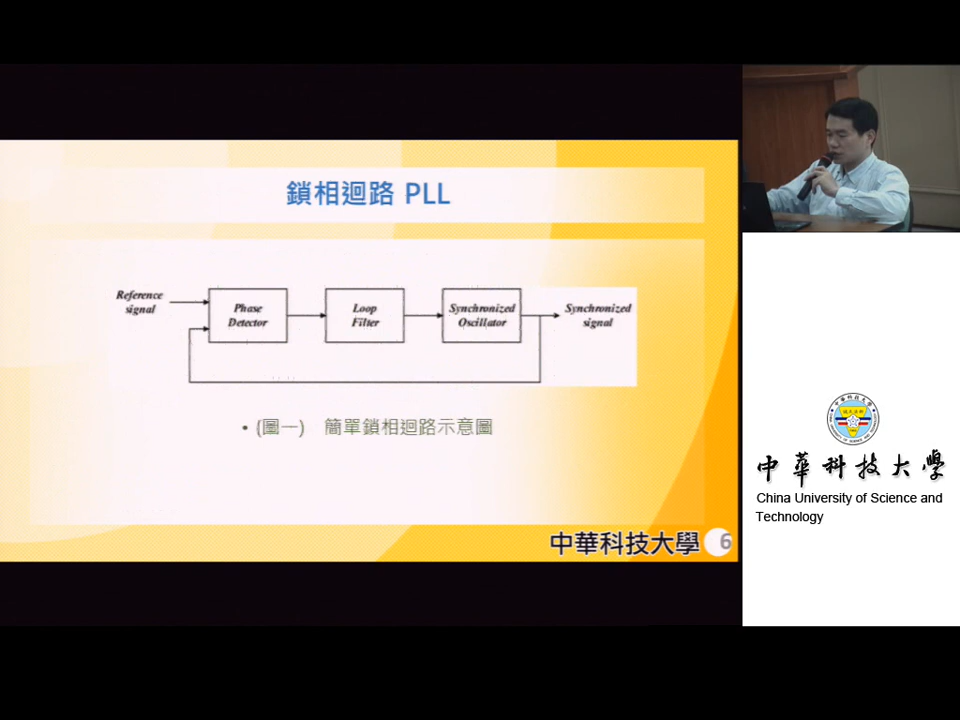 鎖相迴路 PLL
Reference
signal
Phase
Detector
Loop
Filter
Synchronized
Oscillator
Synchronized
signal
• (圖一) 簡單鎖相迴路示意圖
中華科技大學 6
中華科技大學
China University of Science and
Technology